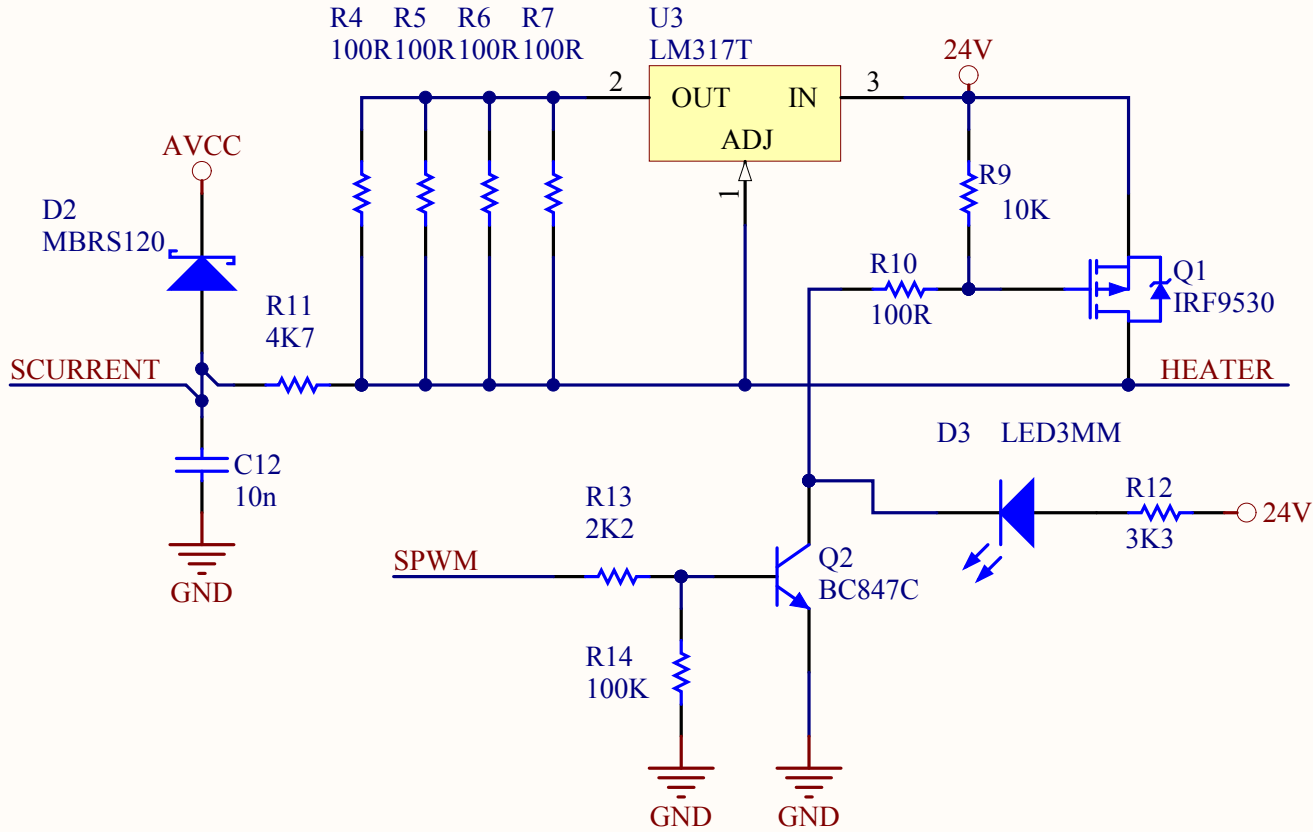 R4 R5 R6 R7 U3
100R 100R 100R 100R LM317T
24V
2 OUT IN 3
ADJ
1
AVCC
D2
MBRS120
R9
10K
R10
100R
Q1
IRF9530
R11
4K7
SCURRENT
HEATER
D3 LED3MM
C12
10n
R12
3K3
24V
R13
2K2
SPWM
Q2
BC847C
GND
R14
100K
GND
GND